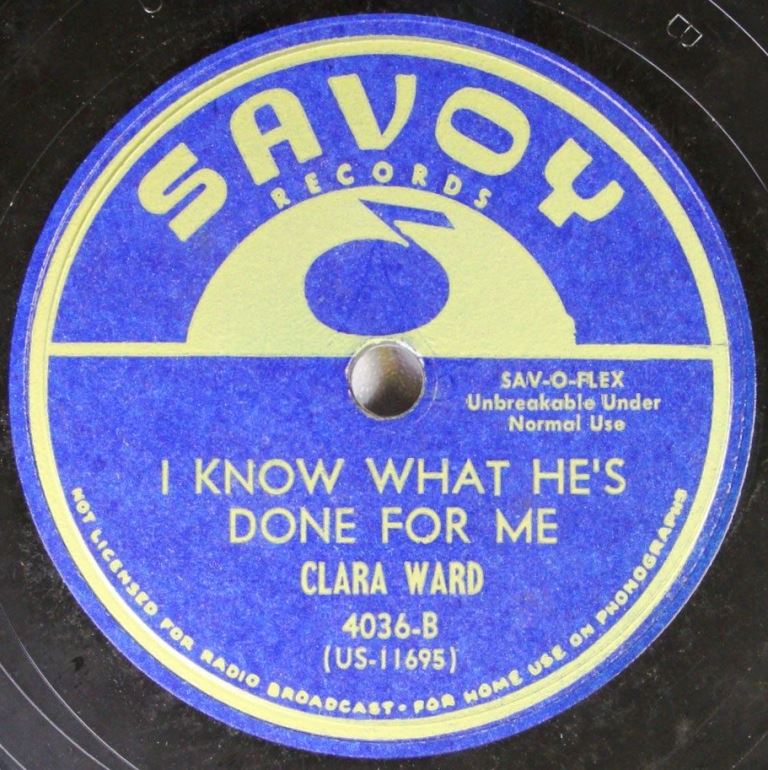 B
SAVOY
RECORDS
SAV-O-FLEX
Unbreakable Under
Normal Use
I KNOW WHAT HE'S
DONE FOR ME
CLARA WARD
4036-B
(US-11695)
NOT LICENSED FOR RADIO BROADCAST • FOR HOME USE ON PHONOGRAPHS